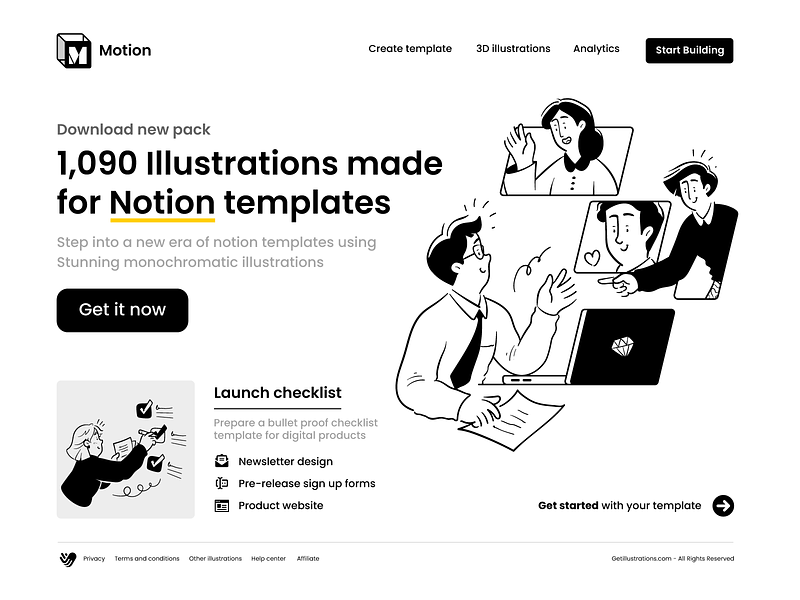 M Motion
Create template
3D illustrations
Analytics
Start Building
Download new pack
1,090 Illustrations made
for Notion templates
Step into a new era of notion templates using
Stunning monochromatic illustrations
Get it now
Launch checklist
Prepare a bullet proof checklist
template for digital products
Newsletter design
Pre-release sign up forms
Product website
Get started with your template
Privacy
Terms and conditions
Other illustrations
Help center
Affiliate
Getillustrations.com - All Rights Reserved